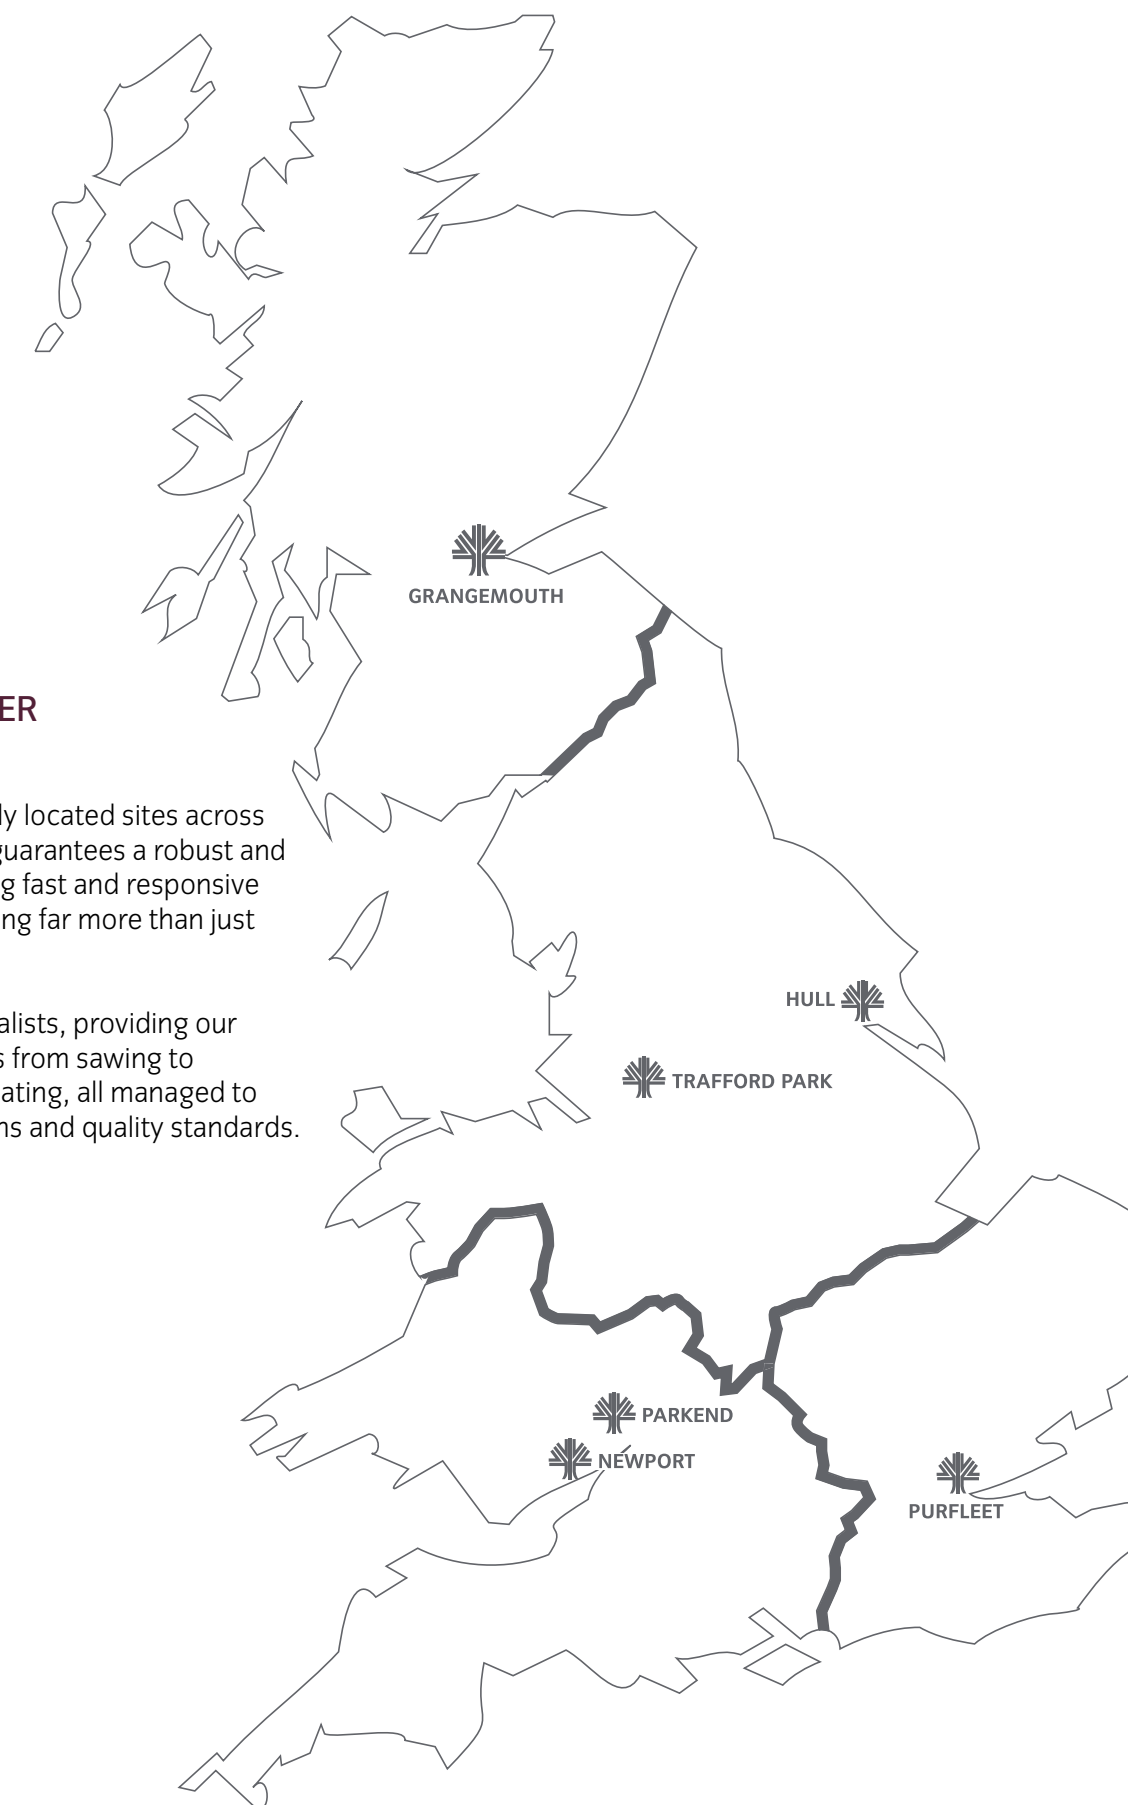 GRANGEMOUTH
ER
ly located sites across
guarantees a robust and
g fast and responsive
ng far more than just
HULL
alists, providing our
s from sawing to
ating, all managed to
ns and quality standards.
TRAFFORD PARK
PARKEND
NEWPORT
PURFLEET